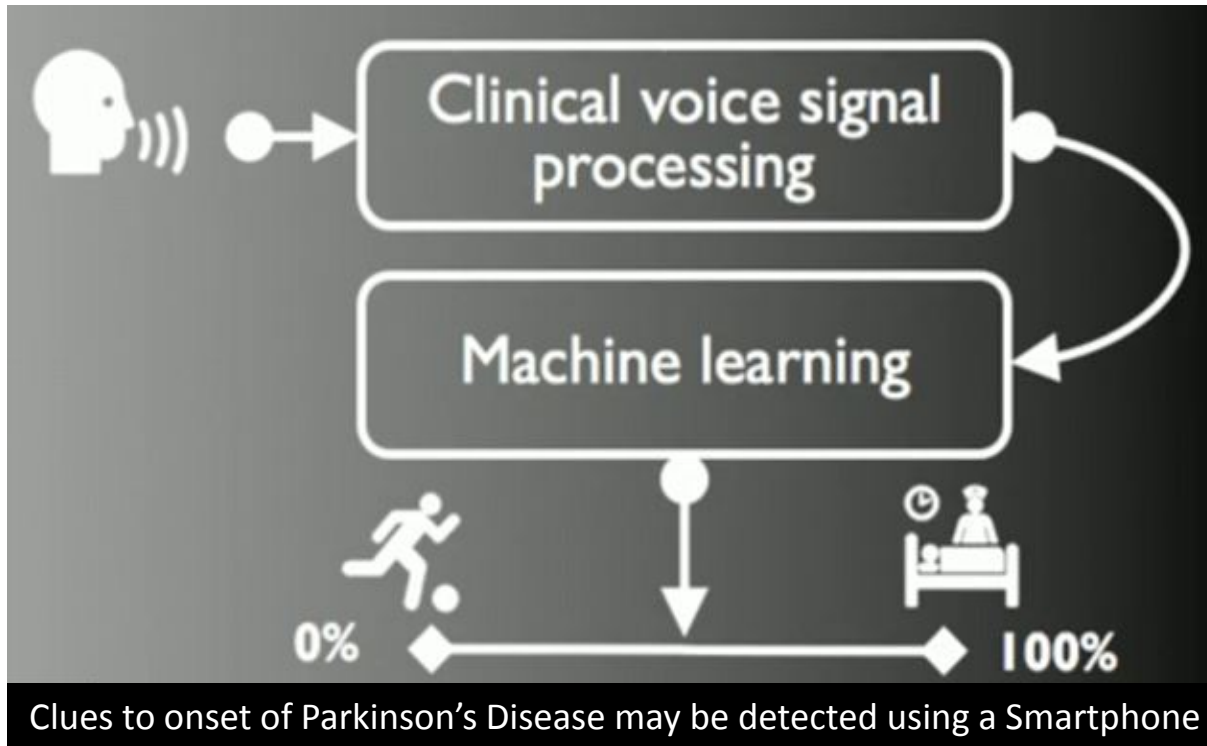 Clinical voice signal
processing
Machine learning
0%
100%
Clues to onset of Parkinson’s Disease may be detected using a Smartphone